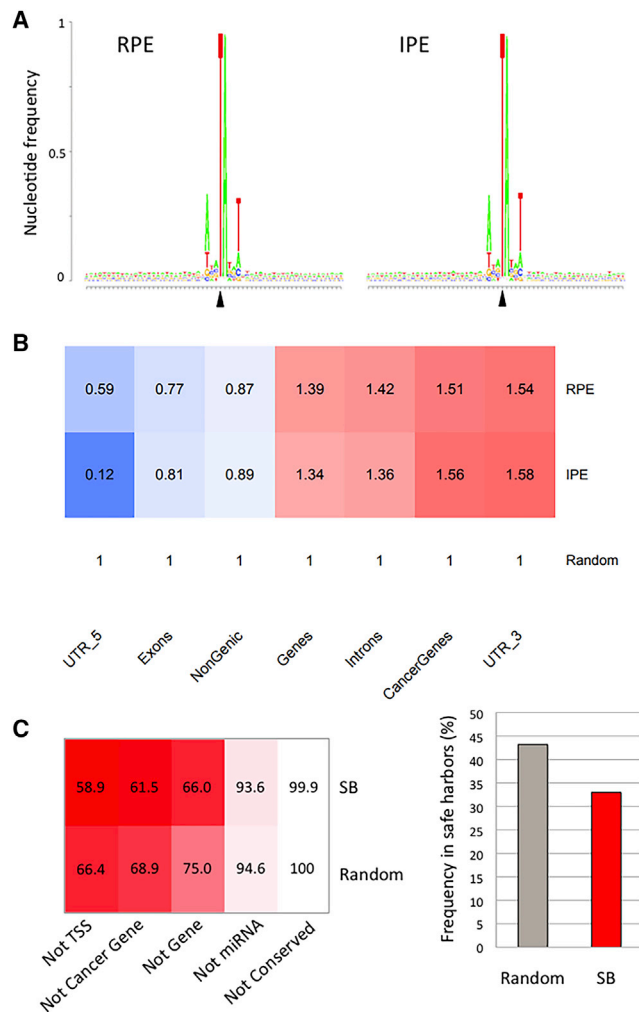 A
RPE
IPE
Nucleotide frequency
1
0.5
0
B
0.59 0.77 0.87 1.39 1.42 1.51 1.54 RPE
0.12 0.81 0.89 1.34 1.36 1.56 1.58 IPE
1 1 1 1 1 1 1 Random
UTR_5 Exons NonGenic Genes Introns CancerGenes UTR_3
C
58.9 61.5 66.0 93.6 99.9 SB
66.4 68.9 75.0 94.6 100 Random
Not TSS
Not Cancer Gene
Not Gene
Not miRNA
Not Conserved
Frequency in safe harbors (%)
50
45
40
35
30
25
20
15
10
5
0
Random SB